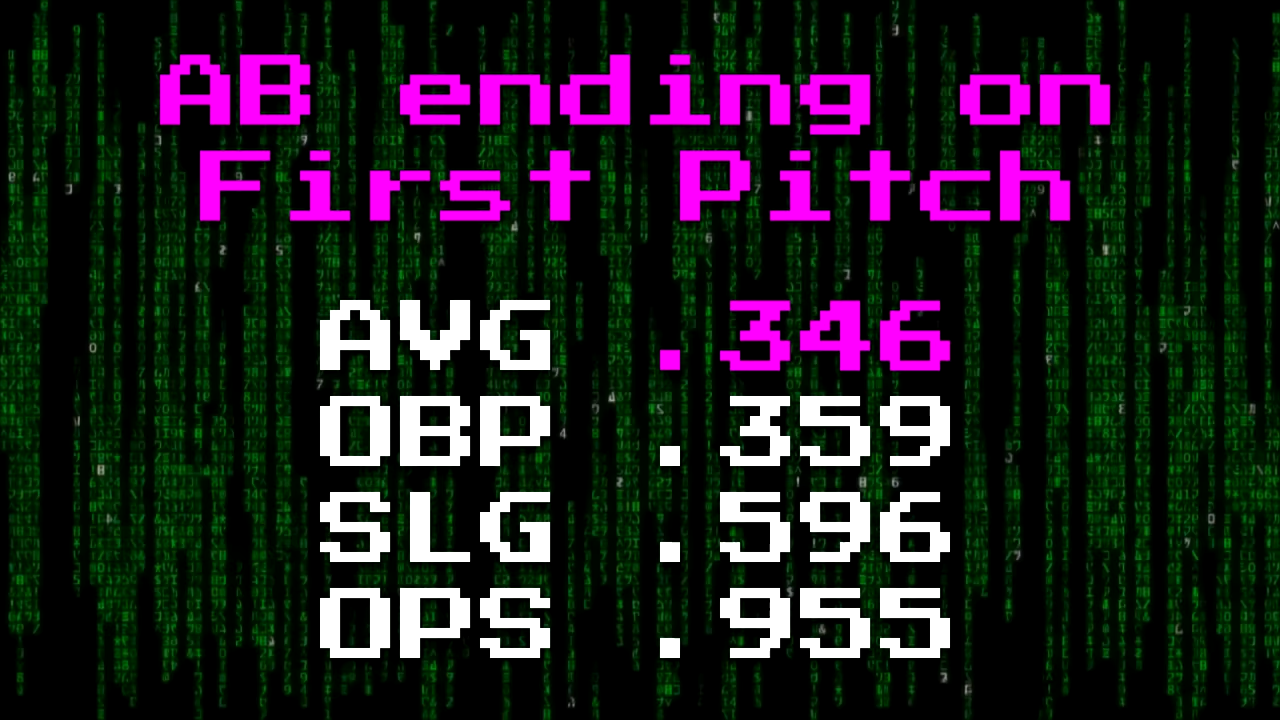 AB ending on
First Pitch
AVG .346
OBP .359
SLG .596
OPS .955